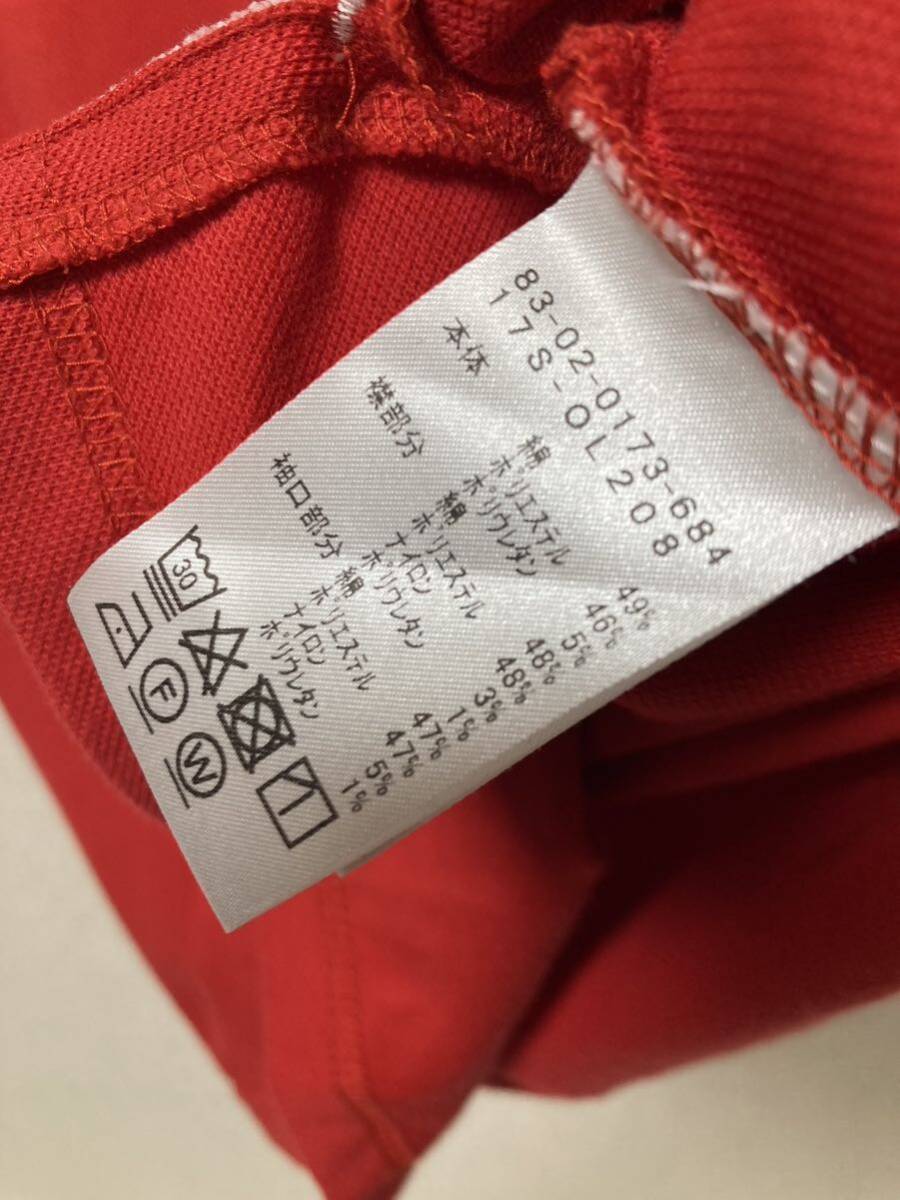 83-02-0173-684
17S-OL208
本体 綿 49%
ポリエステル 46%
ポリウレタン 5%
襟部分 綿 48%
ポリエステル 48%
ナイロン 3%
ポリウレタン 1%
袖口部分 綿 47%
ポリエステル 47%
ナイロン 5%
ポリウレタン 1%
30
F
W